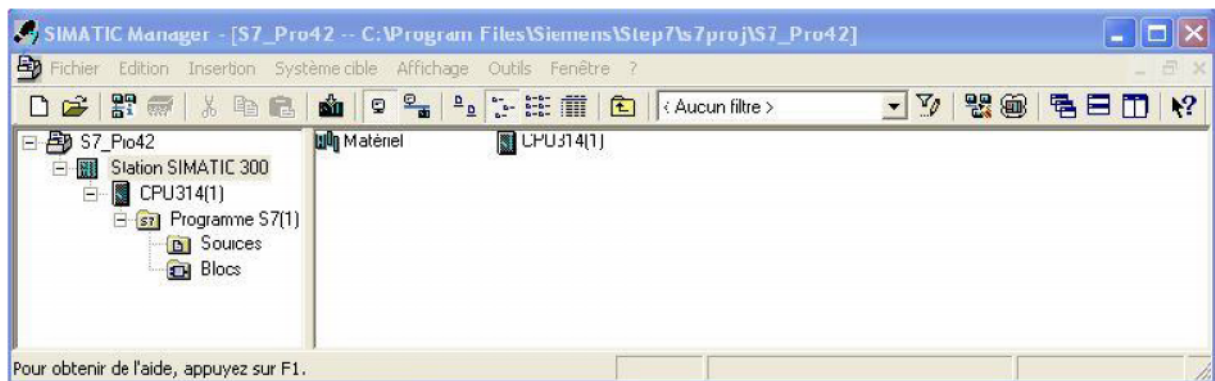 SIMATIC Manager - [S7_Pro42 -- C:\Program Files\Siemens\Step7\s7proj\S7_Pro42]
Fichier Edition Insertion Système cible Affichage Outils Fenêtre ?
< Aucun filtre >
S7_Pro42
Station SIMATIC 300
CPU314(1)
Programme S7(1)
Sources
Blocs
Matériel CPU314(1)
Pour obtenir de l'aide, appuyez sur F1.